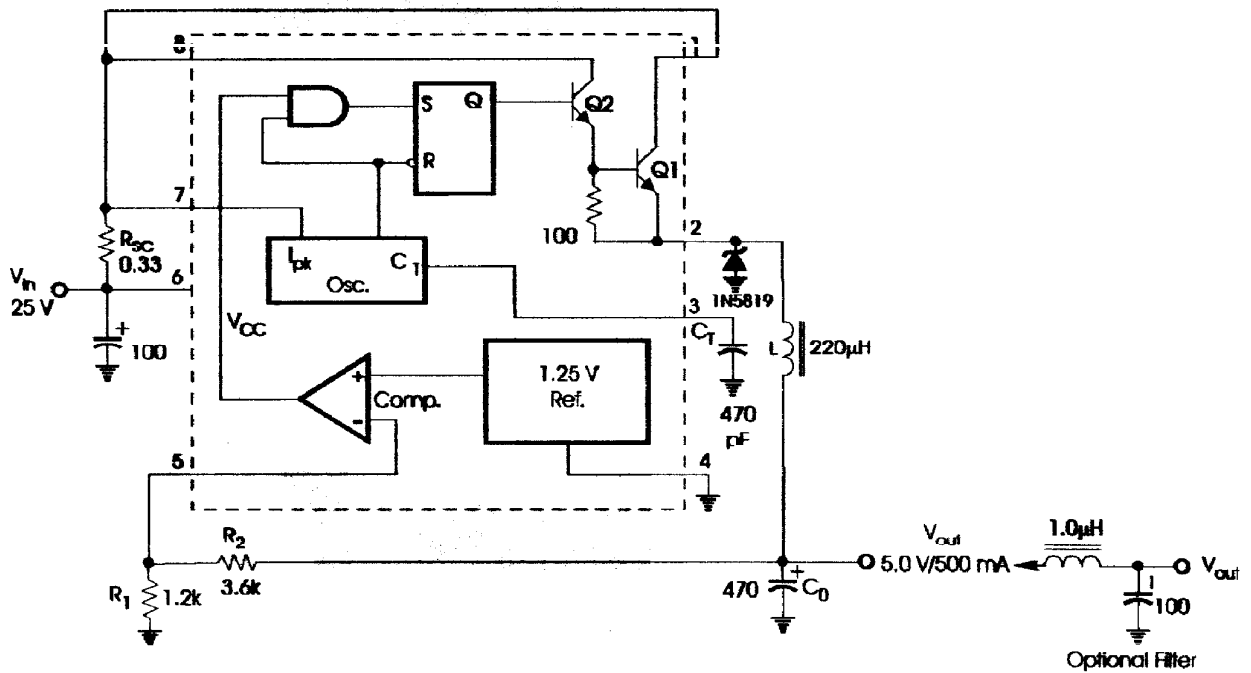 8
1
S
Q
Q2
R
Q1
7
100
2
Rsc
0.33
Ipk
CT
Osc.
Vin
25 V
6
1N5819
3
CT
VCC
100
L
220µH
1.25 V
Ref.
+
Comp.
-
470
pF
5
4
R2
3.6k
R1
1.2k
Vout
5.0 V/500 mA
1.0µH
Vout
+
470
CO
100
Optional Filter